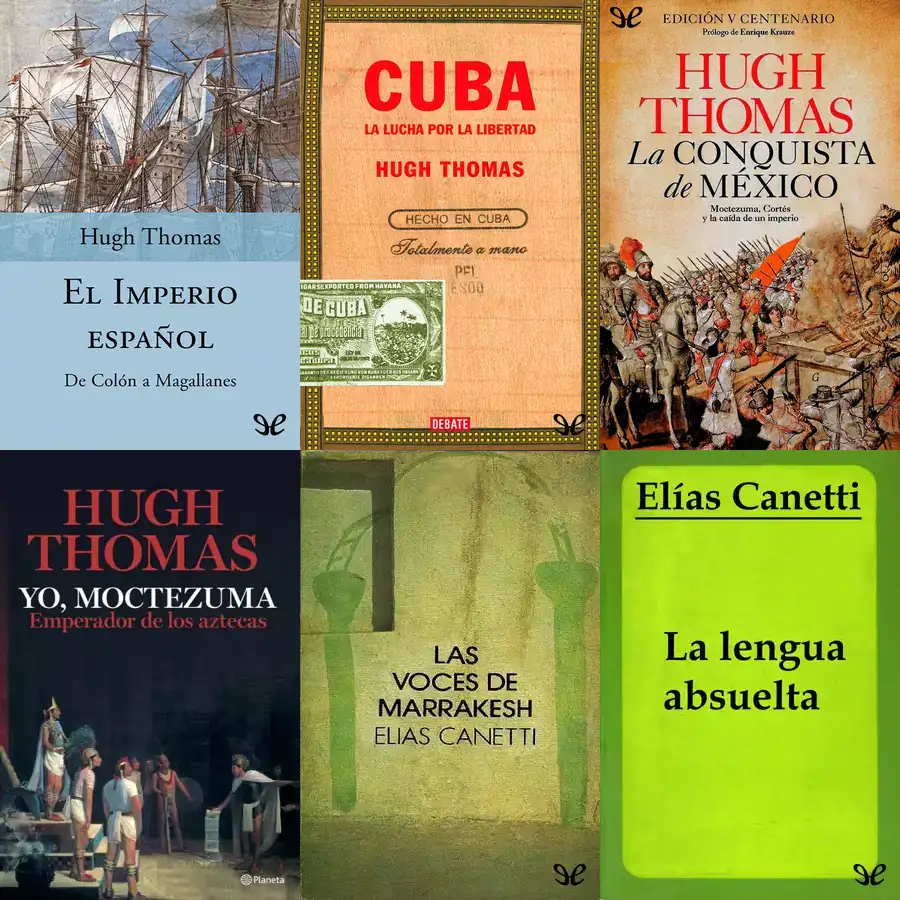 Hugh Thomas
EL IMPERIO
ESPAÑOL
De Colón a Magallanes
CUBA
LA LUCHA POR LA LIBERTAD
HUGH THOMAS
HECHO EN CUBA
Totalmente a mano
EXPORTED FROM HAVANA
DE CUBA
EDICIÓN V CENTENARIO
Prólogo de Enrique Krauze
HUGH
THOMAS
La CONQUISTA
de MÉXICO
Moctezuma, Cortés
y la caída de un imperio
G
DEBATE
HUGH
THOMAS
YO, MOCTEZUMA
Emperador de los aztecas
Planeta
LAS
VOCES DE
MARRAKESH
ELIAS CANETTI
Elías Canetti
La lengua
absuelta